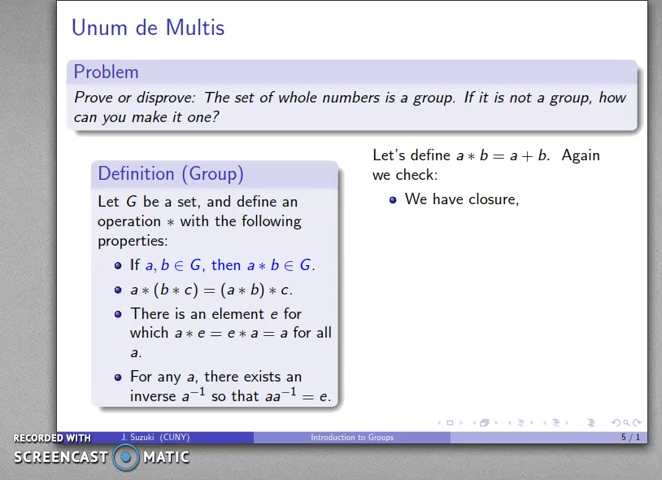 Unum de Multis
Problem
Prove or disprove: The set of whole numbers is a group. If it is not a group, how
can you make it one?
Definition (Group)
Let G be a set, and define an
operation ∗ with the following
properties:
If a, b ∈ G, then a ∗ b ∈ G.
a ∗ (b ∗ c) = (a ∗ b) ∗ c.
There is an element e for
which a ∗ e = e ∗ a = a for all
a.
For any a, there exists an
inverse a⁻¹ so that aa⁻¹ = e.
Let's define a ∗ b = a + b. Again
we check:
We have closure,
J. Suzuki (CUNY) Introduction to Groups 5 / 1
RECORDED WITH
SCREENCAST MATIC